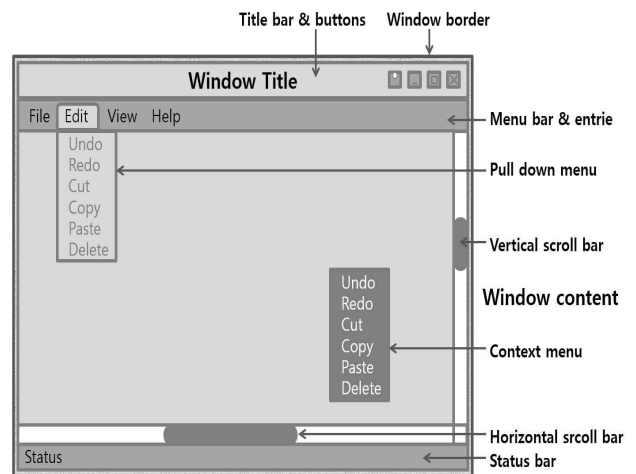 Title bar & buttons
Window border
Window Title
File Edit View Help
Menu bar & entrie
Undo
Redo
Cut
Copy
Paste
Delete
Pull down menu
Vertical scroll bar
Window content
Undo
Redo
Cut
Copy
Paste
Delete
Context menu
Horizontal srcoll bar
Status
Status bar